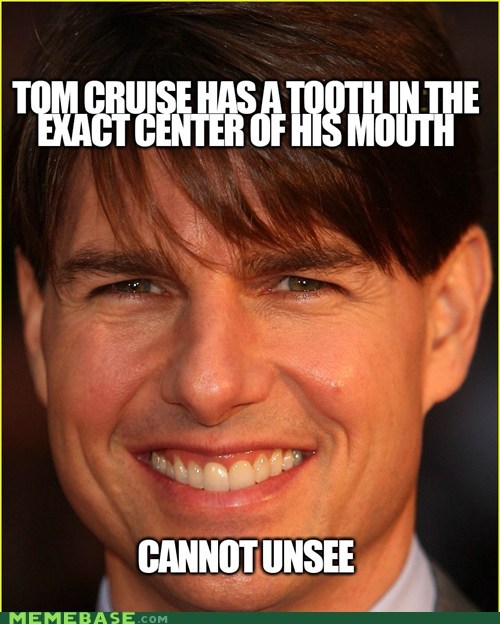 TOM CRUISE HAS A TOOTH IN THE
EXACT CENTER OF HIS MOUTH
CANNOT UNSEE
MEMEBASE.COM